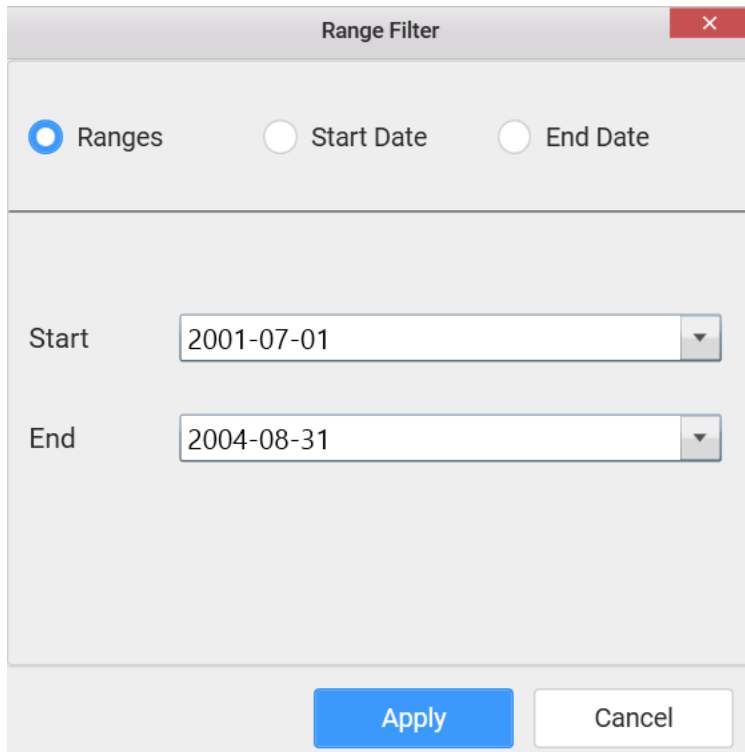 Range Filter
Ranges Start Date End Date
Start 2001-07-01
End 2004-08-31
Apply Cancel